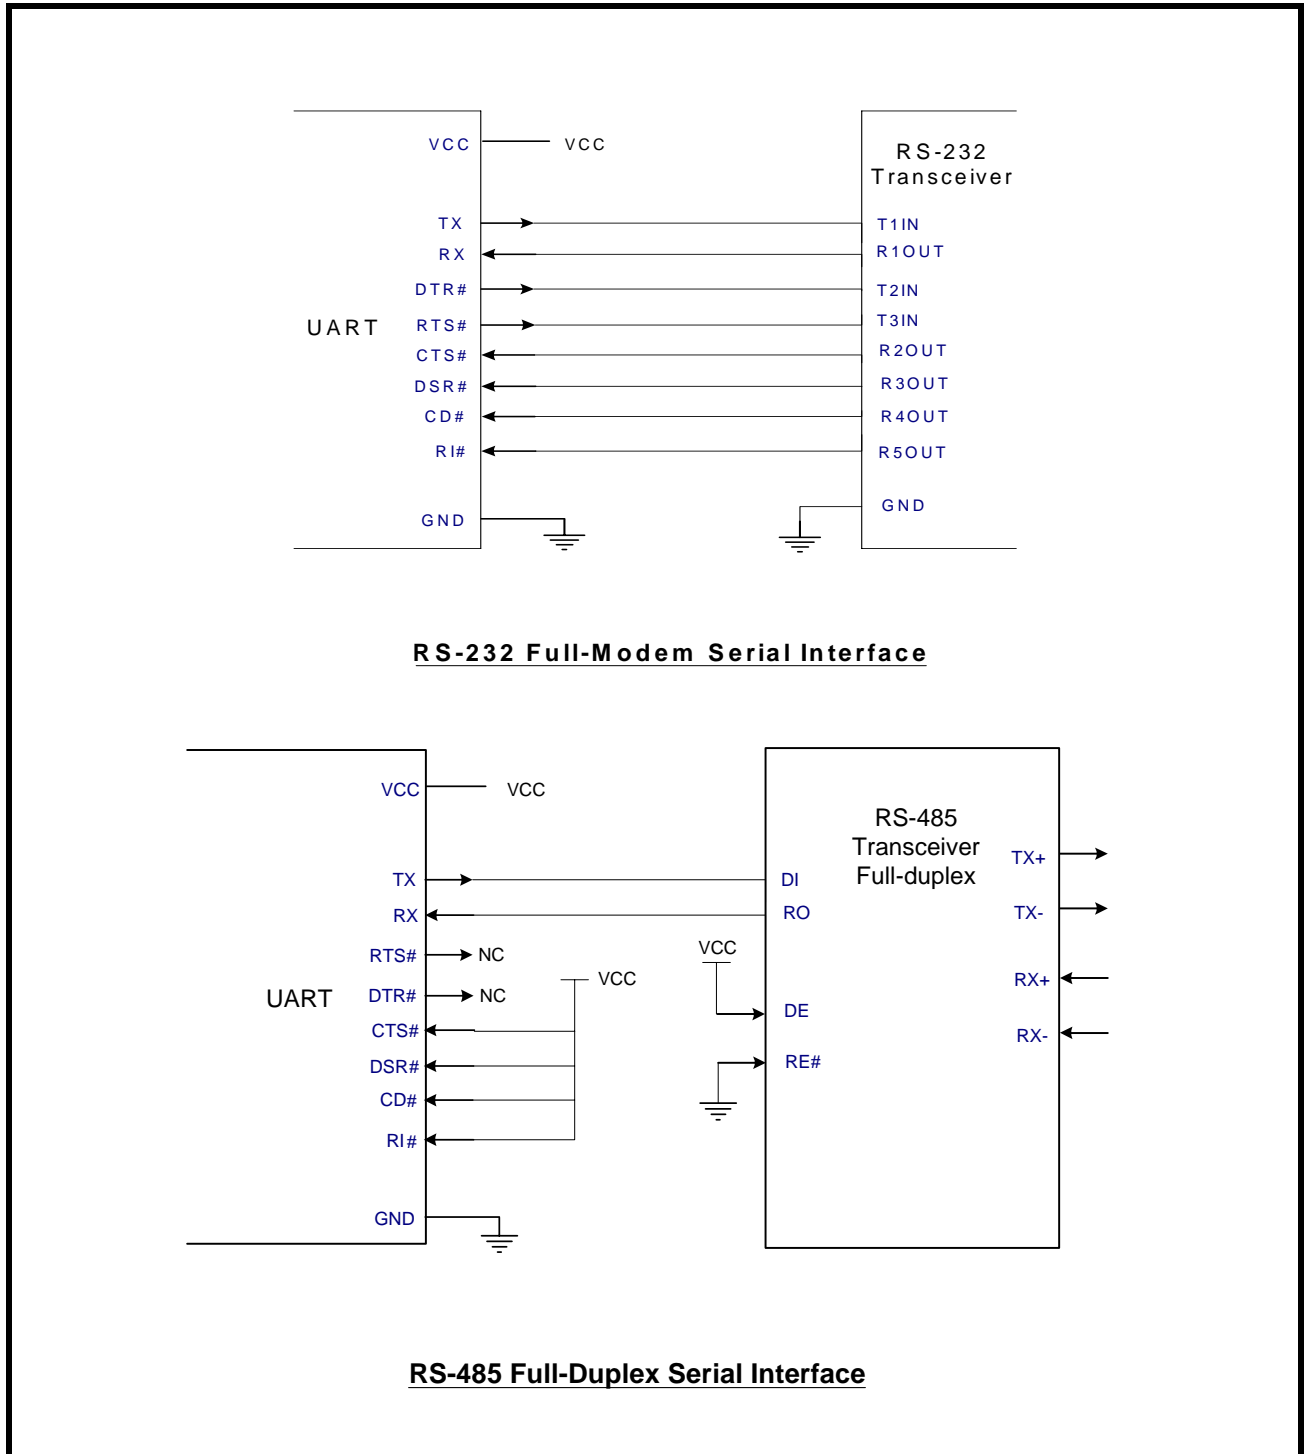 VCC VCC
RS-232
Transceiver
TX T1IN
RX R1OUT
DTR# T2IN
UART RTS# T3IN
CTS# R2OUT
DSR# R3OUT
CD# R4OUT
RI# R5OUT
GND GND
RS-232 Full-Modem Serial Interface
VCC VCC
RS-485
Transceiver
Full-duplex
TX+
TX DI
RX RO TX-
RTS# NC VCC
VCC RX+
UART DTR# NC DE
CTS# RX-
DSR# RE#
CD#
RI#
GND
RS-485 Full-Duplex Serial Interface